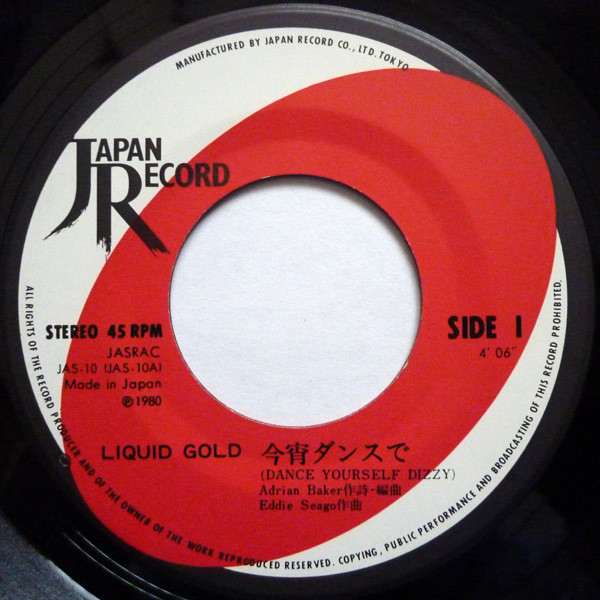 MANUFACTURED BY JAPAN RECORD CO., LTD. TOKYO
JAPAN
RECORD
STEREO 45 RPM
JASRAC
JAS-10 (JAS-10A)
Made in Japan
℗1980
SIDE 1
4′ 06″
LIQUID GOLD 今宵ダンスで
(DANCE YOURSELF DIZZY)
Adrian Baker作詩・編曲
Eddie Seago作曲
ALL RIGHTS OF THE RECORD PRODUCER AND OF THE OWNER OF THE WORK REPRODUCED RESERVED. COPYING, PUBLIC PERFORMANCE AND BROADCASTING OF THIS RECORD PROHIBITED.